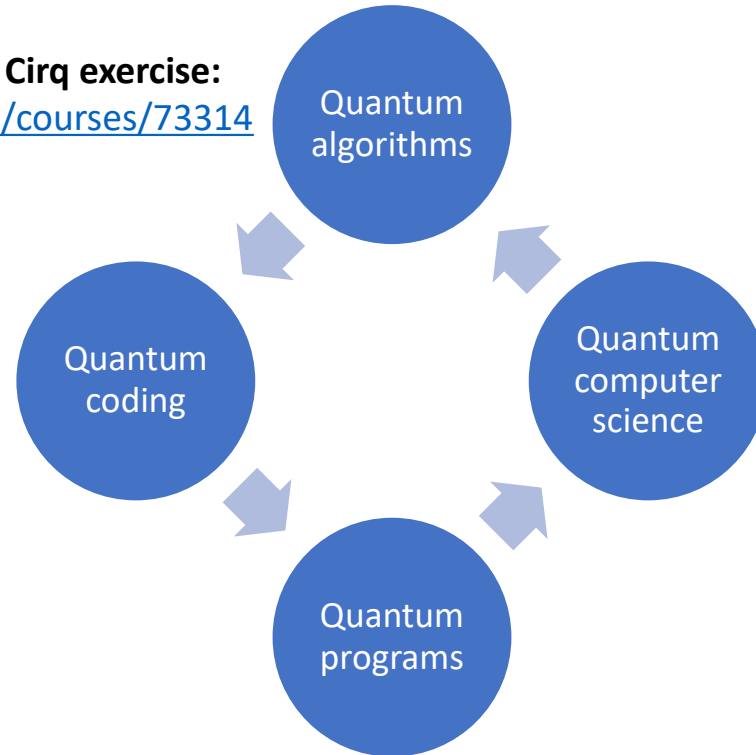 Cirq exercise:
/courses/73314
Quantum
algorithms
Quantum
coding
Quantum
computer
science
Quantum
programs